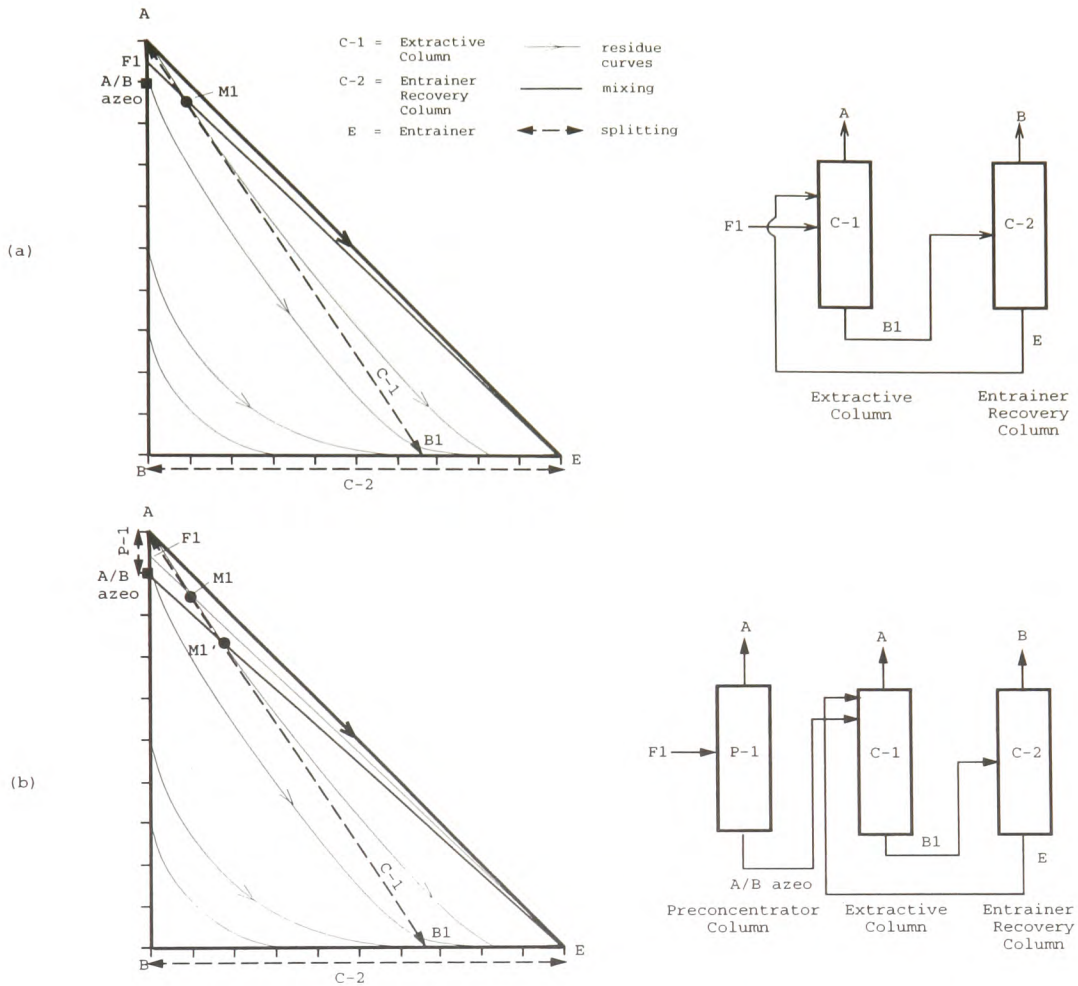 (a)
A
F1
A/B
azeo
M1
C-1
B1
B
E
C-2
C-1 = Extractive
Column
C-2 = Entrainer
Recovery
Column
E = Entrainer
residue
curves
mixing
splitting
A
B
F1
C-1
C-2
B1
E
Extractive
Column
Entrainer
Recovery
Column
(b)
A
P-1
F1
A/B
azeo
M1
M1'
C-1
B1
B
E
C-2
A
A
B
F1
P-1
C-1
C-2
B1
E
A/B azeo
Preconcentrator
Column
Extractive
Column
Entrainer
Recovery
Column